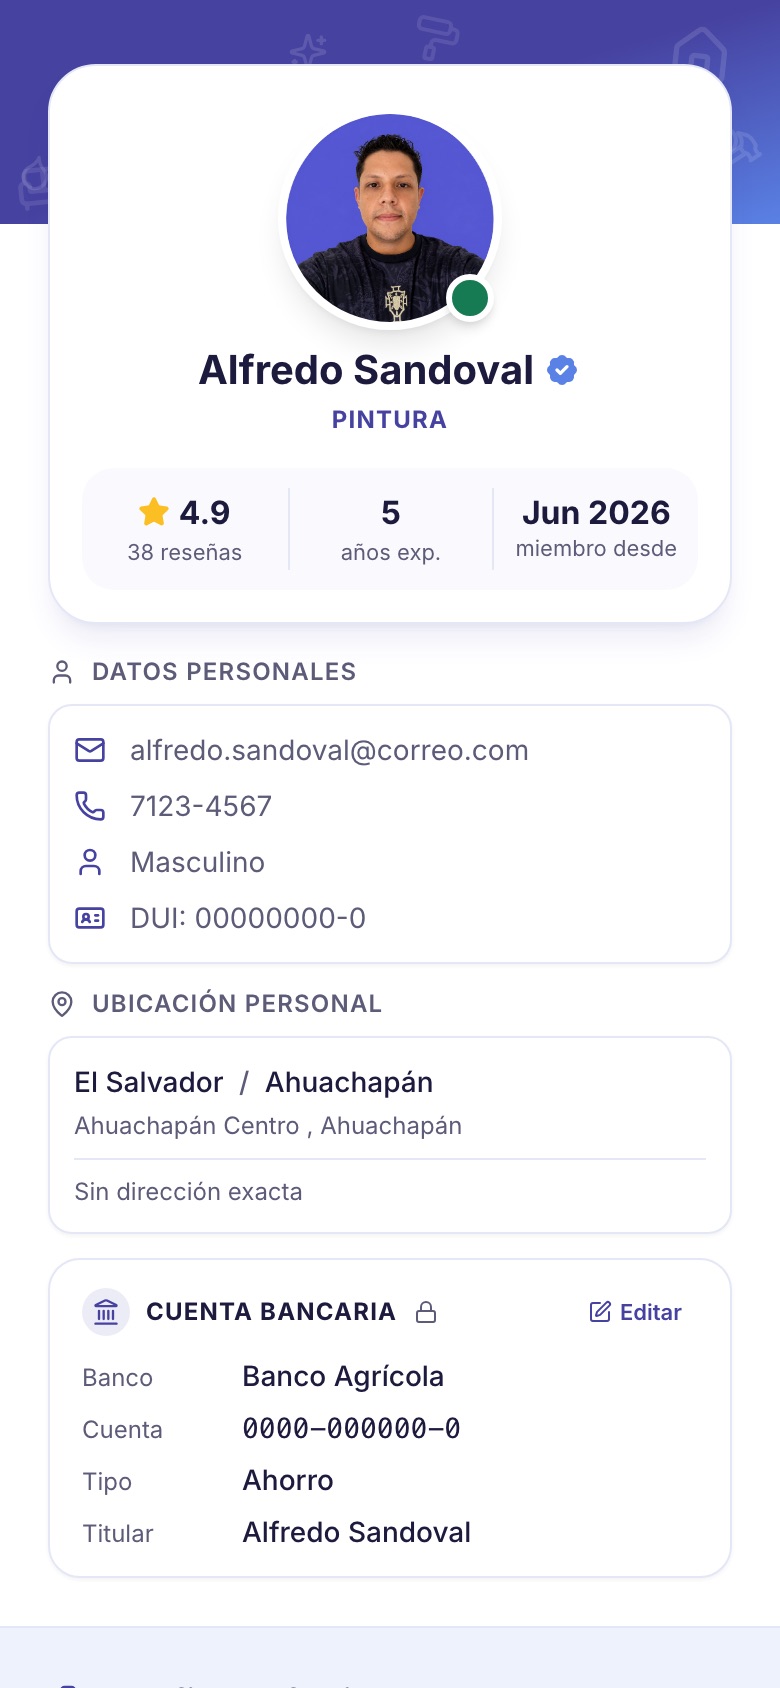 Alfredo Sandoval
PINTURA
4.9
38 reseñas
5
años exp.
Jun 2026
miembro desde
DATOS PERSONALES
alfredo.sandoval@correo.com
7123-4567
Masculino
DUI: 00000000-0
UBICACIÓN PERSONAL
El Salvador / Ahuachapán
Ahuachapán Centro , Ahuachapán
Sin dirección exacta
CUENTA BANCARIA
Editar
Banco Banco Agrícola
Cuenta 0000–000000–0
Tipo Ahorro
Titular Alfredo Sandoval